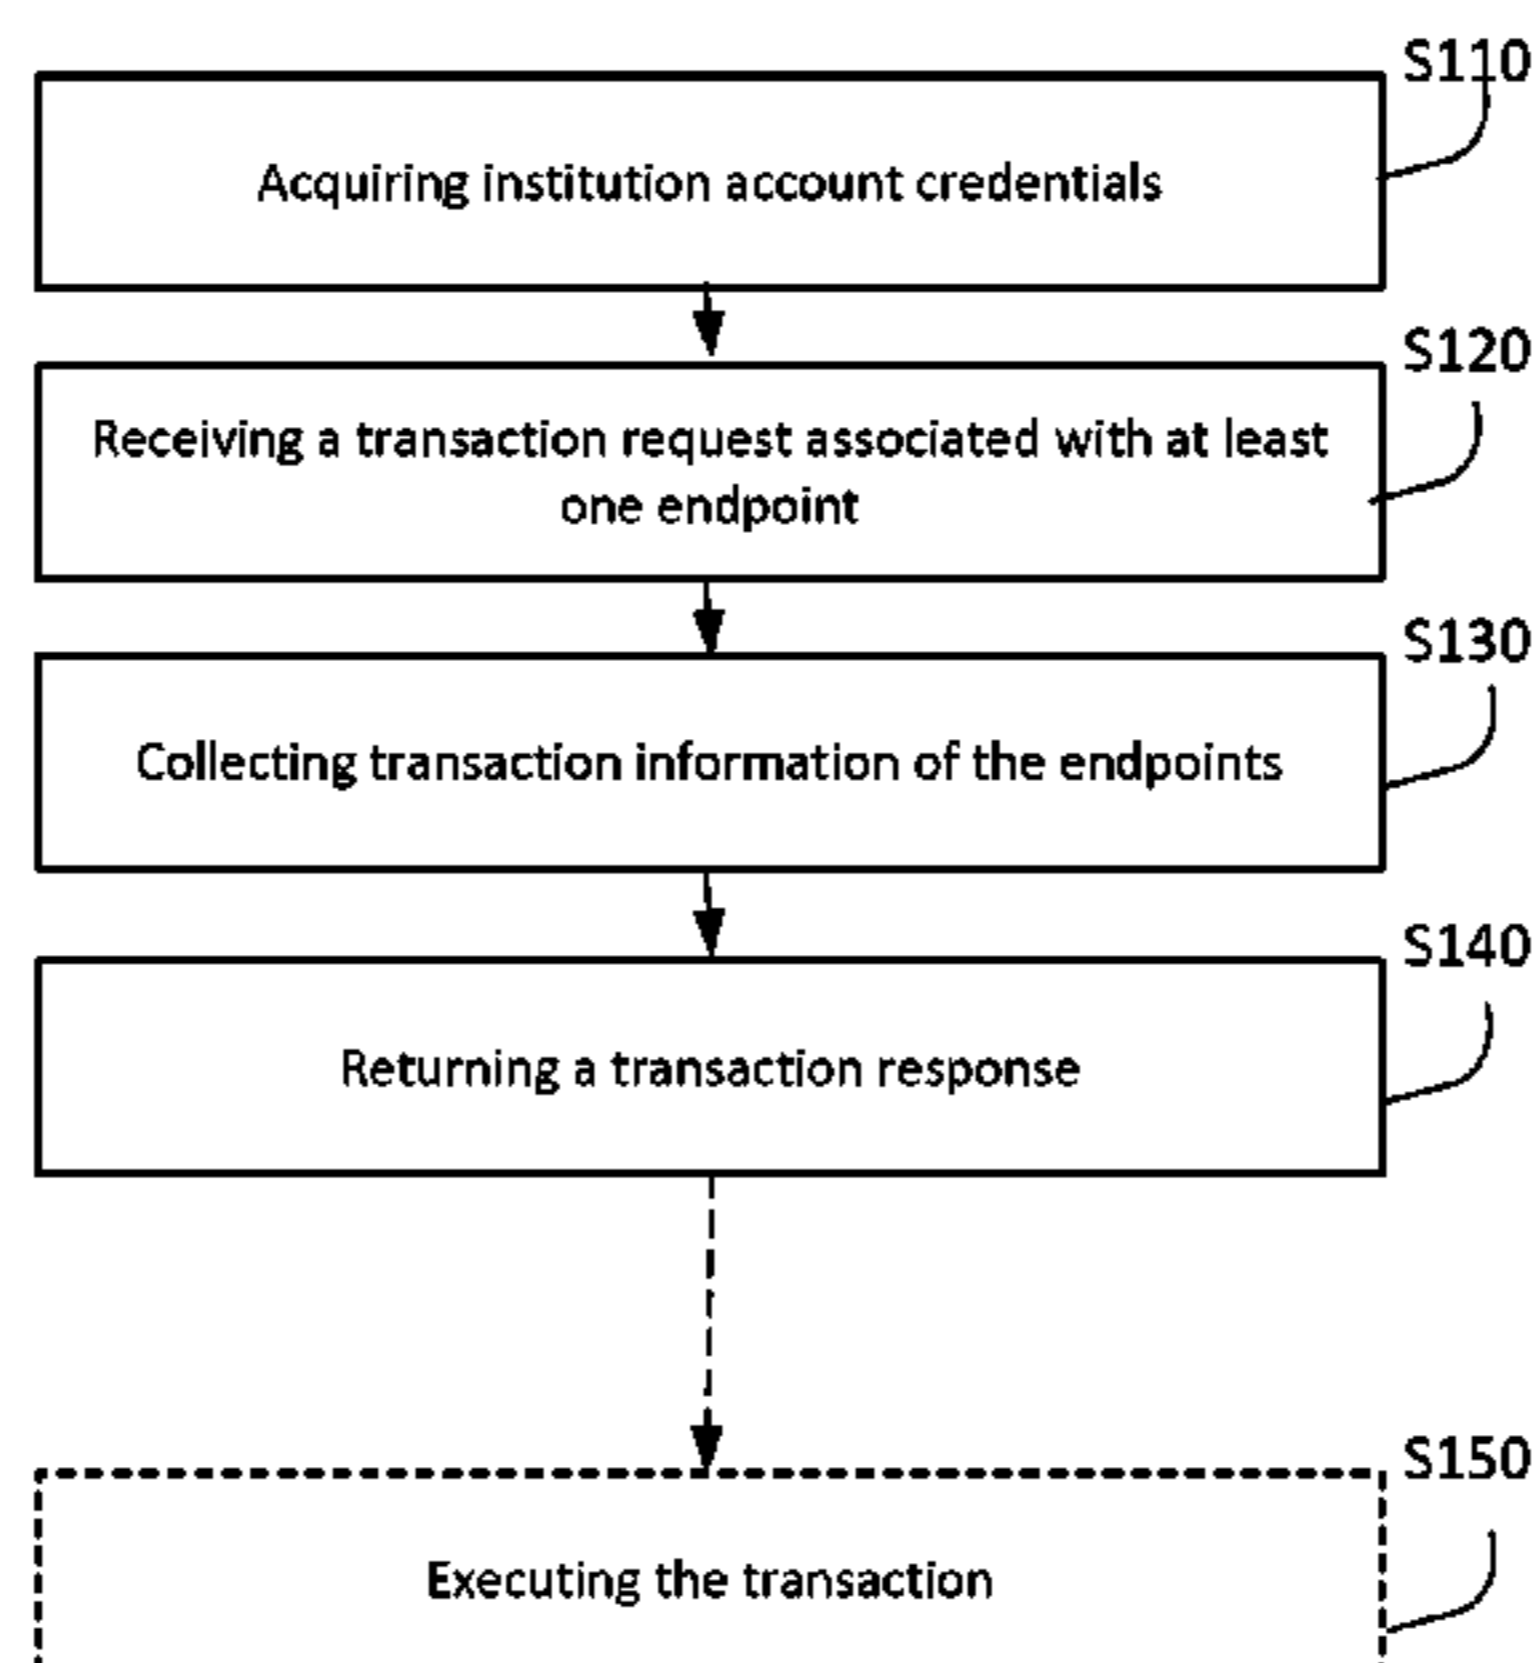 S110
Acquiring institution account credentials
S120
Receiving a transaction request associated with at least
one endpoint
S130
Collecting transaction information of the endpoints
S140
Returning a transaction response
S150
Executing the transaction